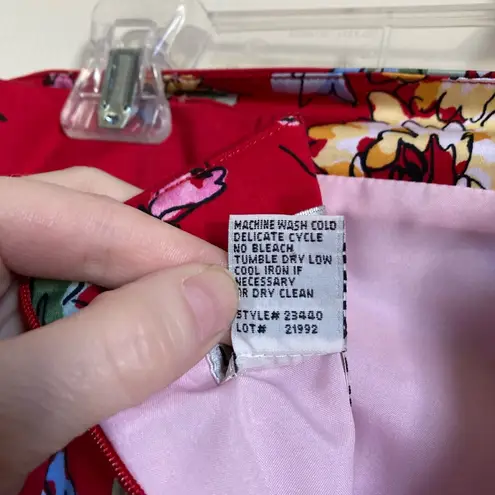 MACHINE WASH COLD
DELICATE CYCLE
NO BLEACH
TUMBLE DRY LOW
COOL IRON IF
NECESSARY
OR DRY CLEAN
STYLE# 23440
LOT# 21992